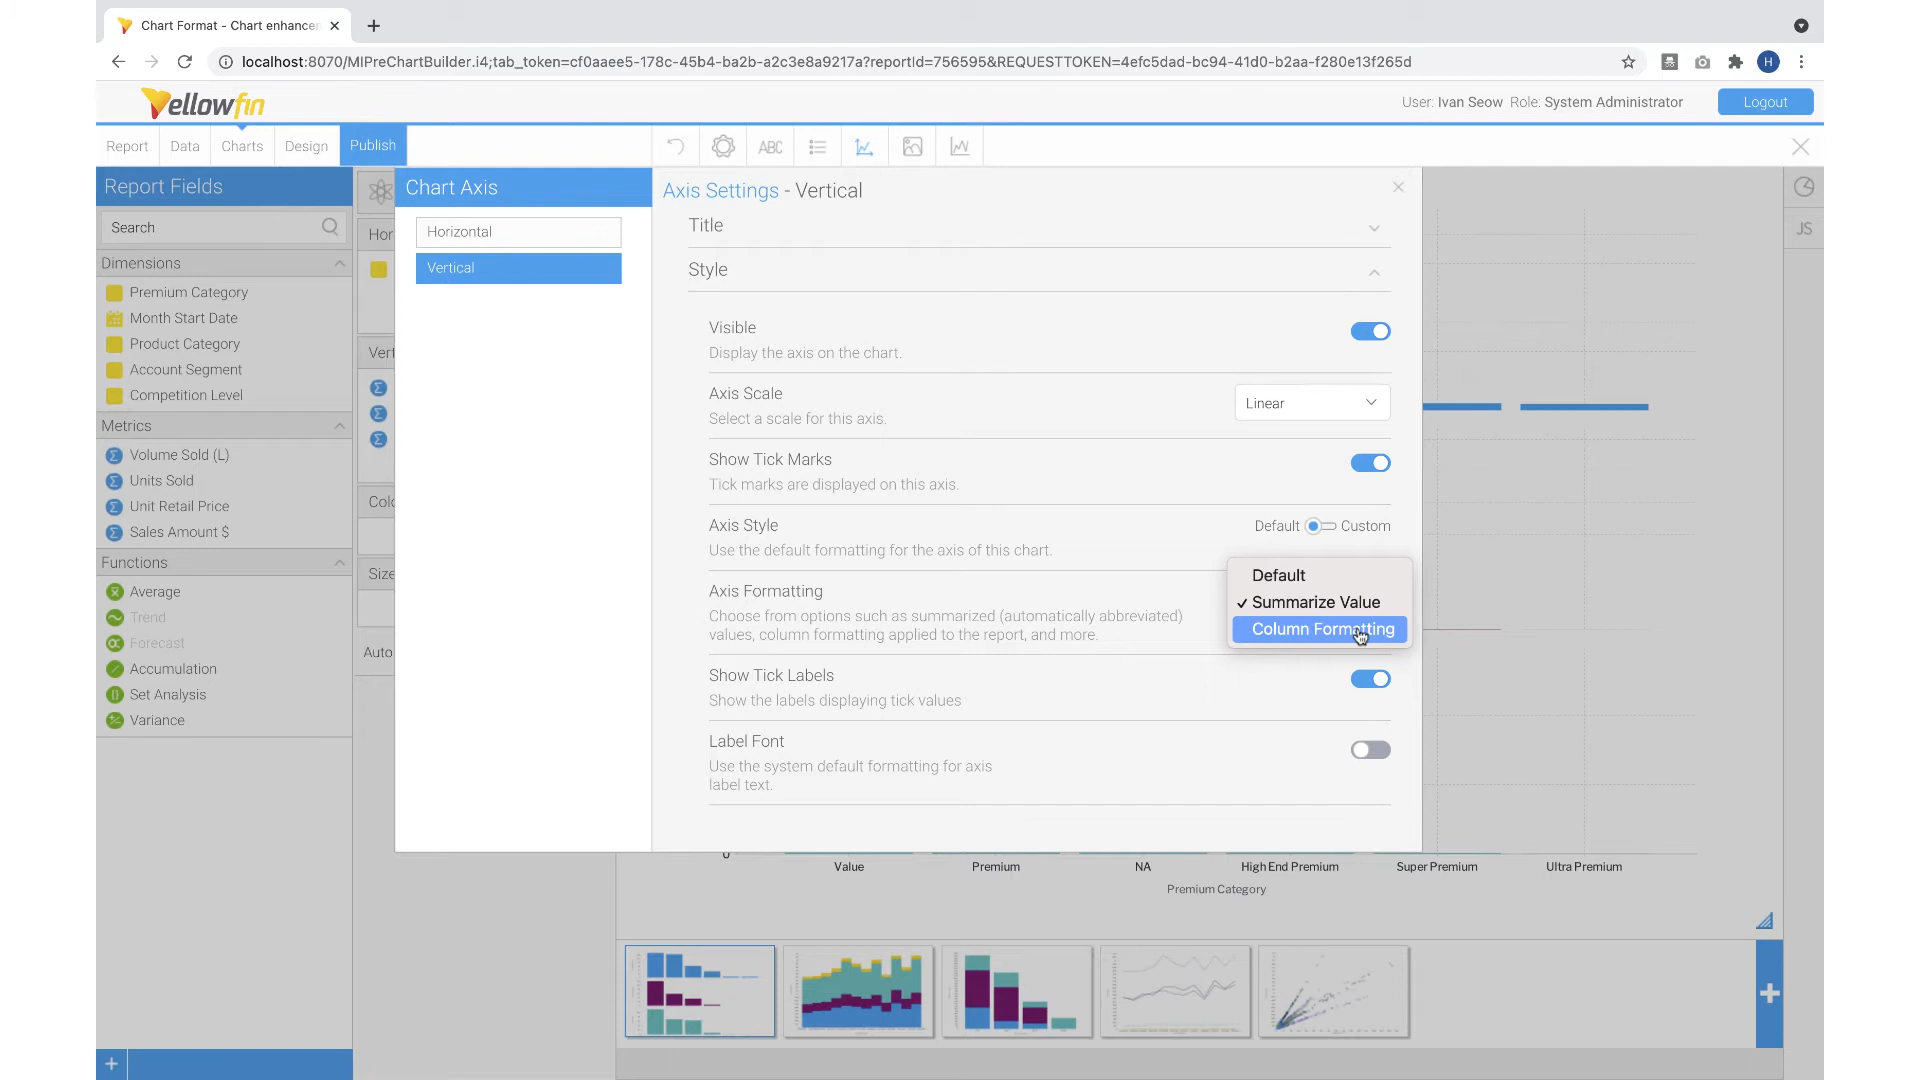 Chart Format - Chart enhancen
localhost:8070/MIPreChartBuilder.i4;tab_token=cf0aaee5-178c-45b4-ba2b-a2c3e8a9217a?reportId=756595&REQUESTTOKEN=4efc5dad-bc94-41d0-b2aa-f280e13f265d
H
Yellowfin
User: Ivan Seow Role: System Administrator
Logout
Report
Data
Charts
Design
Publish
ABC
Report Fields
Search
Dimensions
Premium Category
Month Start Date
Product Category
Account Segment
Competition Level
Metrics
Volume Sold (L)
Units Sold
Unit Retail Price
Sales Amount $
Functions
Average
Trend
Forecast
Accumulation
Set Analysis
Variance
Hor
Vert
Colo
Size
Auto
Chart Axis
Horizontal
Vertical
Axis Settings - Vertical
Title
Style
Visible
Display the axis on the chart.
Axis Scale
Select a scale for this axis.
Linear
Show Tick Marks
Tick marks are displayed on this axis.
Axis Style
Use the default formatting for the axis of this chart.
Default Custom
Axis Formatting
Choose from options such as summarized (automatically abbreviated)
values, column formatting applied to the report, and more.
Default
✓ Summarize Value
Column Formatting
Show Tick Labels
Show the labels displaying tick values
Label Font
Use the system default formatting for axis
label text.
JS
0
Value
Premium
NA
High End Premium
Super Premium
Ultra Premium
Premium Category